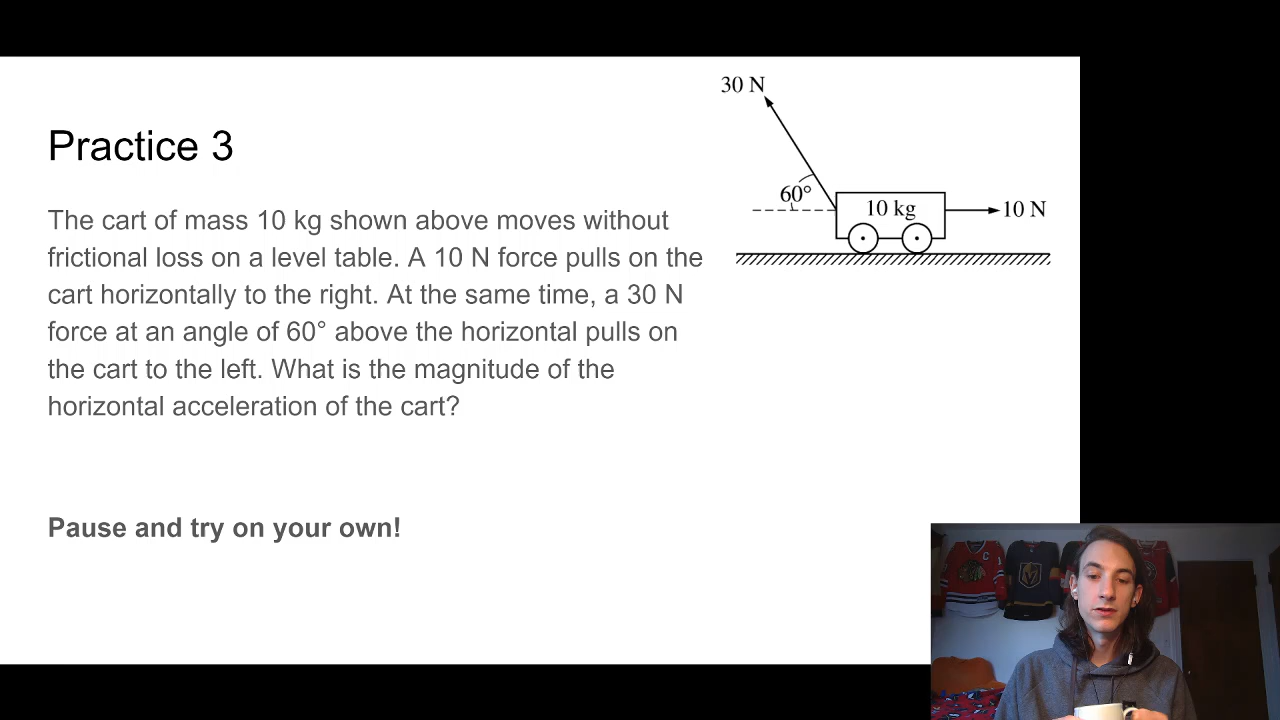 Practice 3
The cart of mass 10 kg shown above moves without
frictional loss on a level table. A 10 N force pulls on the
cart horizontally to the right. At the same time, a 30 N
force at an angle of 60° above the horizontal pulls on
the cart to the left. What is the magnitude of the
horizontal acceleration of the cart?
Pause and try on your own!
30 N
60°
10 kg
10 N